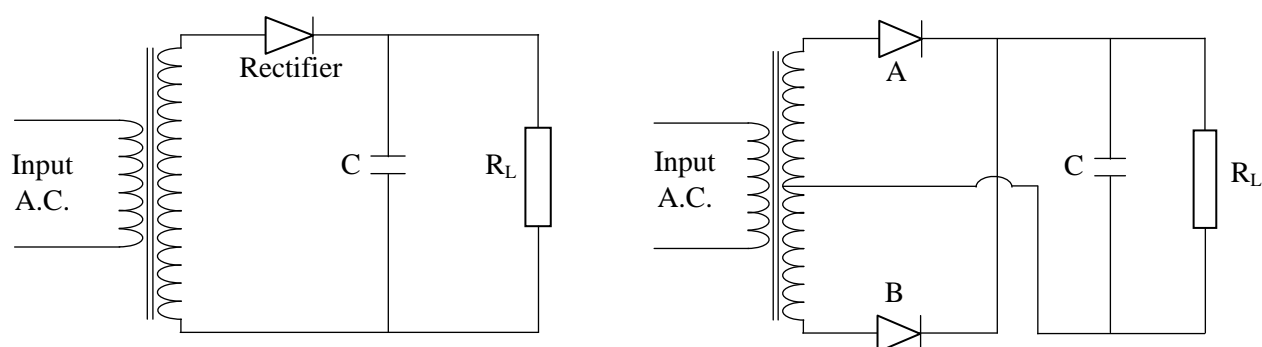 Rectifier
Input
A.C.
C
R_L
A
Input
A.C.
C
R_L
B